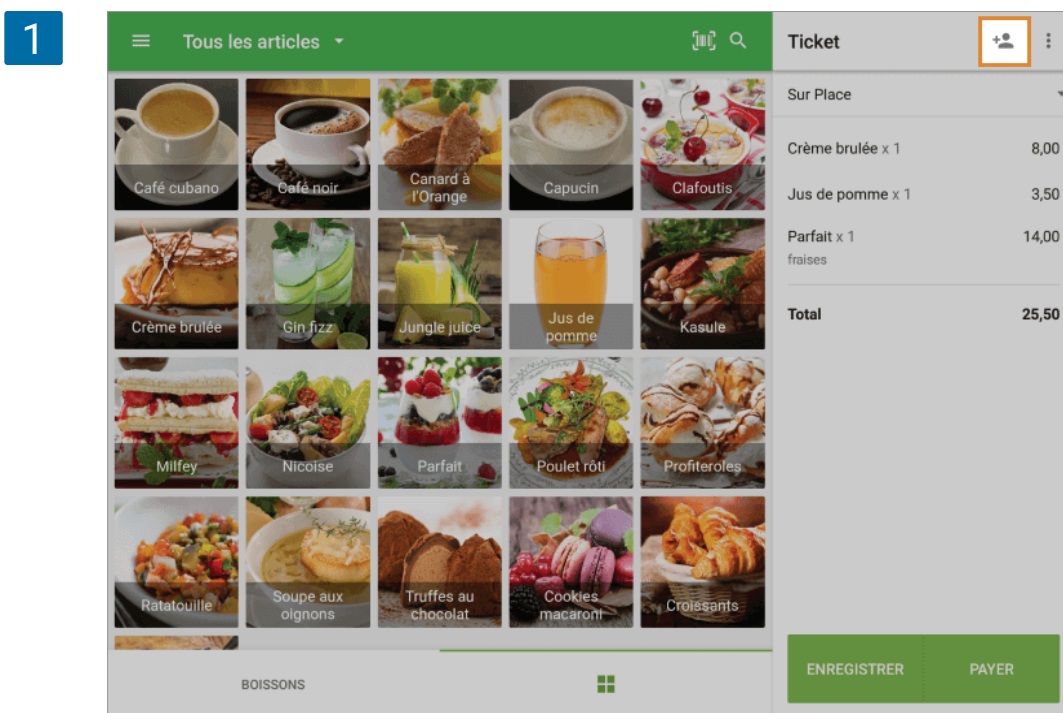 1
Tous les articles
Ticket
Sur Place
Crème brulée x 1 8,00
Jus de pomme x 1 3,50
Parfait x 1 14,00
fraises
Total 25,50
Café cubano
Café noir
Canard à
l'Orange
Capucin
Clafoutis
Crème brulée
Gin fizz
Jungle juice
Jus de
pomme
Kasule
Milfey
Nicoise
Parfait
Poulet rôti
Profiteroles
Ratatouille
Soupe aux
oignons
Truffes au
chocolat
Cookies
macaroni
Croissants
BOISSONS
ENREGISTRER
PAYER